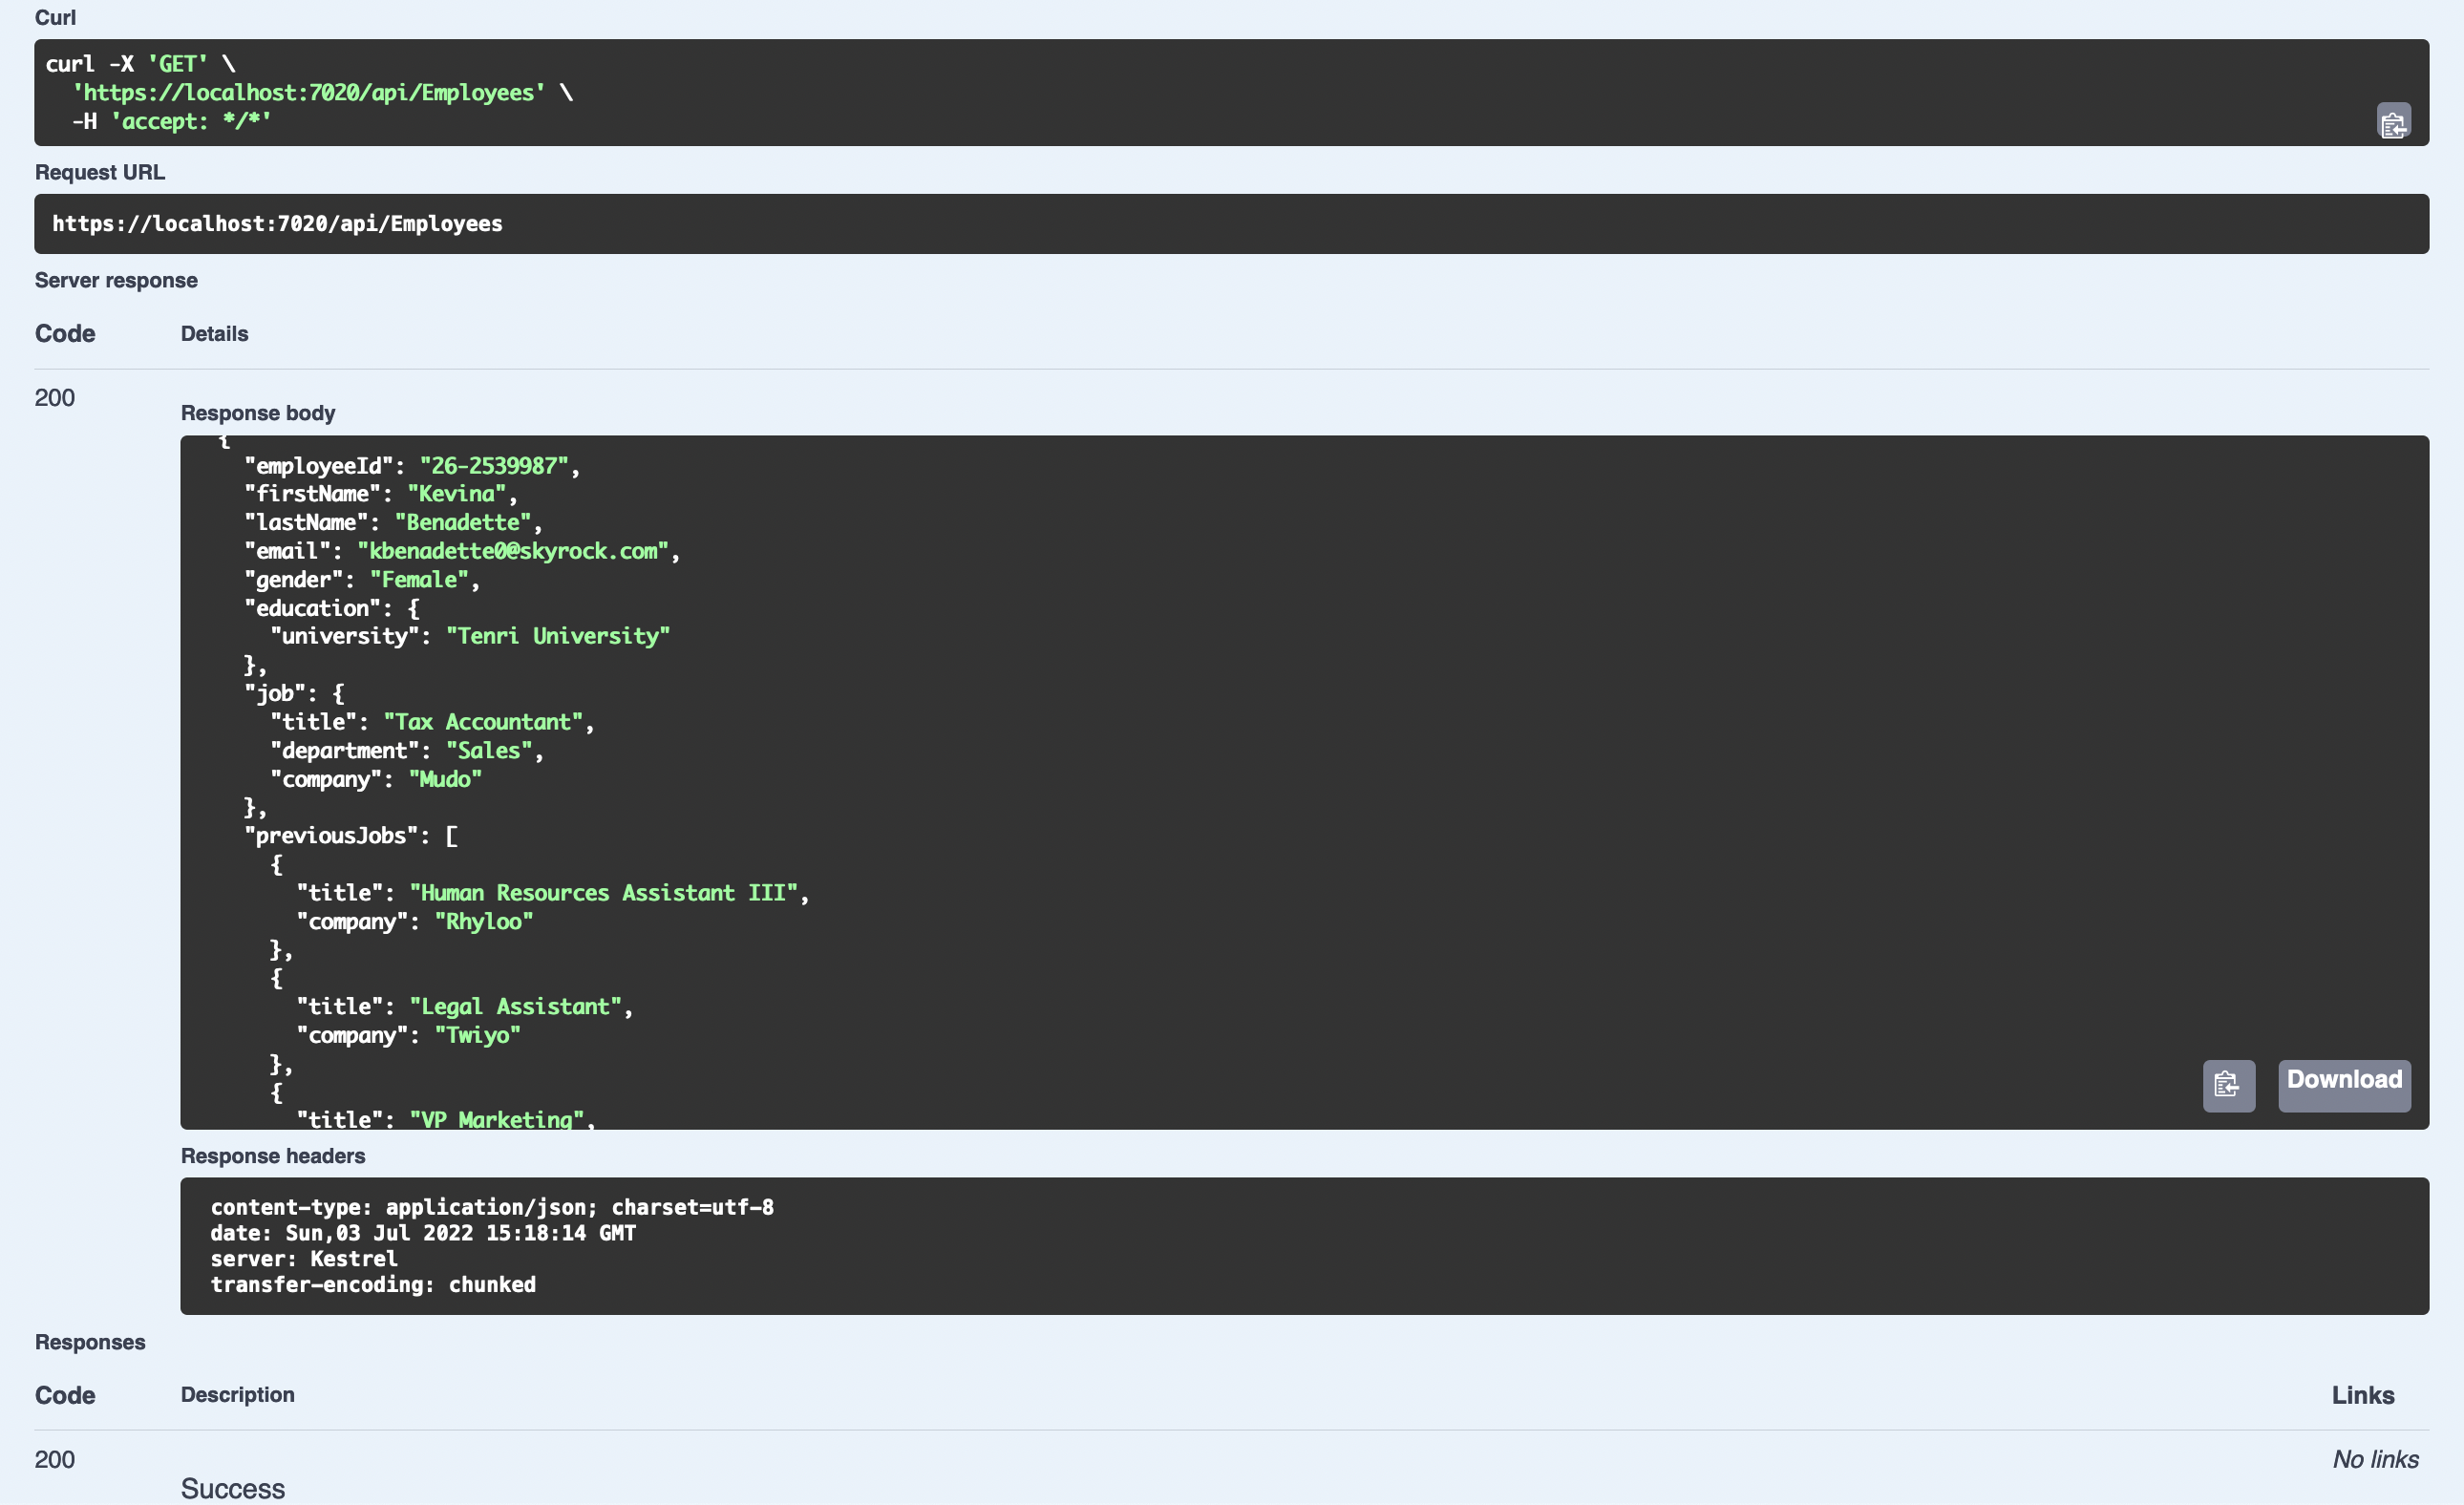 Curl
curl -X 'GET' \
  'https://localhost:7020/api/Employees' \
  -H 'accept: */*'
Request URL
https://localhost:7020/api/Employees
Server response
Code Details
200
Response body
  {
    "employeeId": "26-2539987",
    "firstName": "Kevina",
    "lastName": "Benadette",
    "email": "kbenadette0@skyrock.com",
    "gender": "Female",
    "education": {
      "university": "Tenri University"
    },
    "job": {
      "title": "Tax Accountant",
      "department": "Sales",
      "company": "Mudo"
    },
    "previousJobs": [
      {
        "title": "Human Resources Assistant III",
        "company": "Rhyloo"
      },
      {
        "title": "Legal Assistant",
        "company": "Twiyo"
      },
      {
        "title": "VP Marketing",
Download
Response headers
content-type: application/json; charset=utf-8
date: Sun,03 Jul 2022 15:18:14 GMT
server: Kestrel
transfer-encoding: chunked
Responses
Code Description Links
200 No links
Success